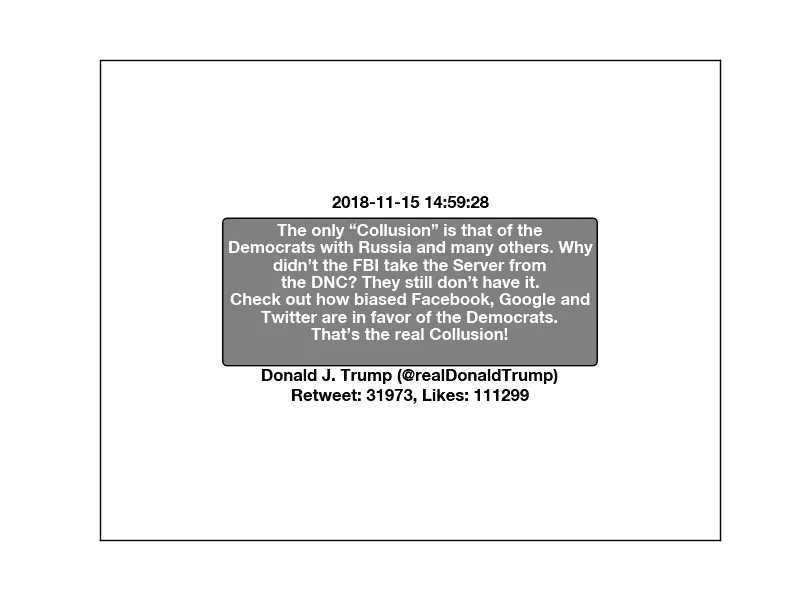 2018-11-15 14:59:28
The only “Collusion” is that of the
Democrats with Russia and many others. Why
didn’t the FBI take the Server from
the DNC? They still don’t have it.
Check out how biased Facebook, Google and
Twitter are in favor of the Democrats.
That’s the real Collusion!
Donald J. Trump (@realDonaldTrump)
Retweet: 31973, Likes: 111299